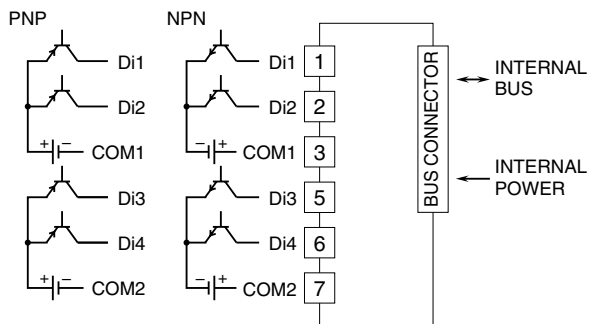 PNP NPN
Di1 Di1 1
Di2 Di2 2
+ − COM1 − + COM1 3
Di3 Di3 5
Di4 Di4 6
+ − COM2 − + COM2 7
BUS CONNECTOR
INTERNAL
BUS
INTERNAL
POWER